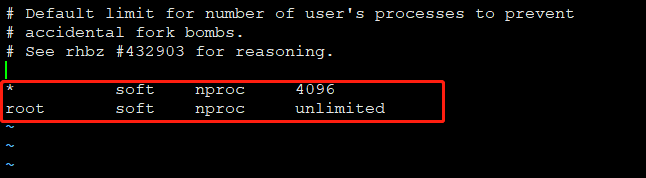 # Default limit for number of user's processes to prevent
# accidental fork bombs.
# See rhbz #432903 for reasoning.
* soft nproc 4096
root soft nproc unlimited
~
~
~